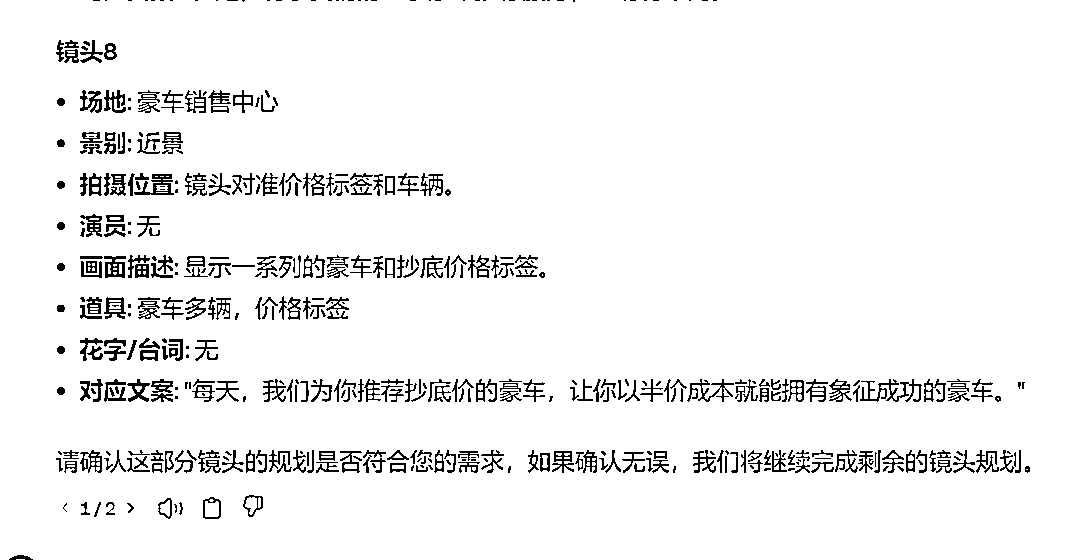 镜头8
• 场地: 豪车销售中心
• 景别: 近景
• 拍摄位置: 镜头对准价格标签和车辆。
• 演员: 无
• 画面描述: 显示一系列的豪车和抄底价格标签。
• 道具: 豪车多辆，价格标签
• 花字/台词: 无
• 对应文案: "每天，我们为你推荐抄底价的豪车，让你以半价成本就能拥有象征成功的豪车。"
请确认这部分镜头的规划是否符合您的需求，如果确认无误，我们将继续完成剩余的镜头规划。
1/2